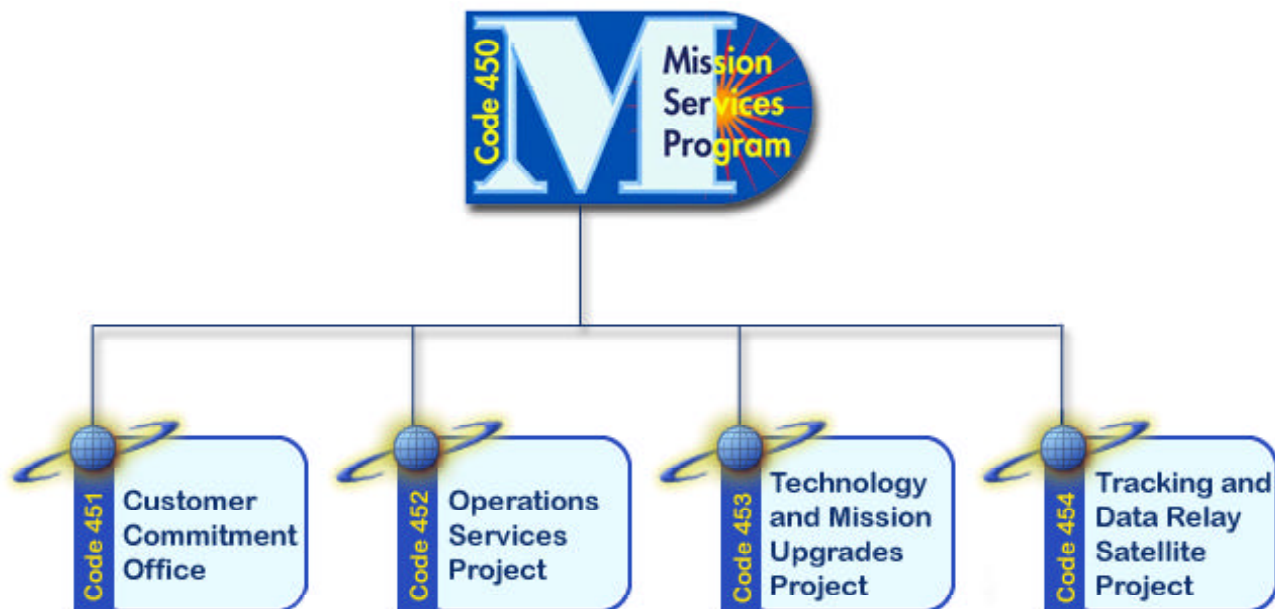 Code 450
Mission
Services
Program
Code 451
Customer
Commitment
Office
Code 452
Operations
Services
Project
Code 453
Technology
and Mission
Upgrades
Project
Code 454
Tracking and
Data Relay
Satellite
Project